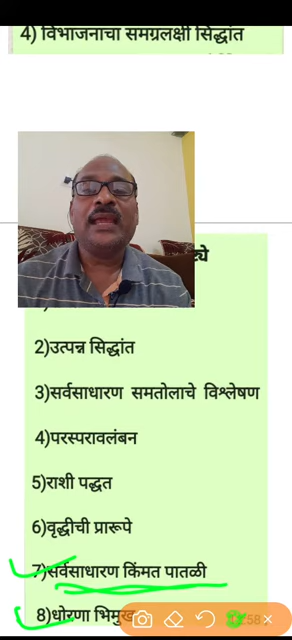 4) विभाजनाचा समग्रलक्षी सिद्धांत
2)उत्पन्न सिद्धांत
3)सर्वसाधारण समतोलाचे विश्लेषण
4)परस्परावलंबन
5)राशी पद्धत
6)वृद्धीची प्रारूपे
7)सर्वसाधारण किंमत पातळी
8)धोरणा भिमुख